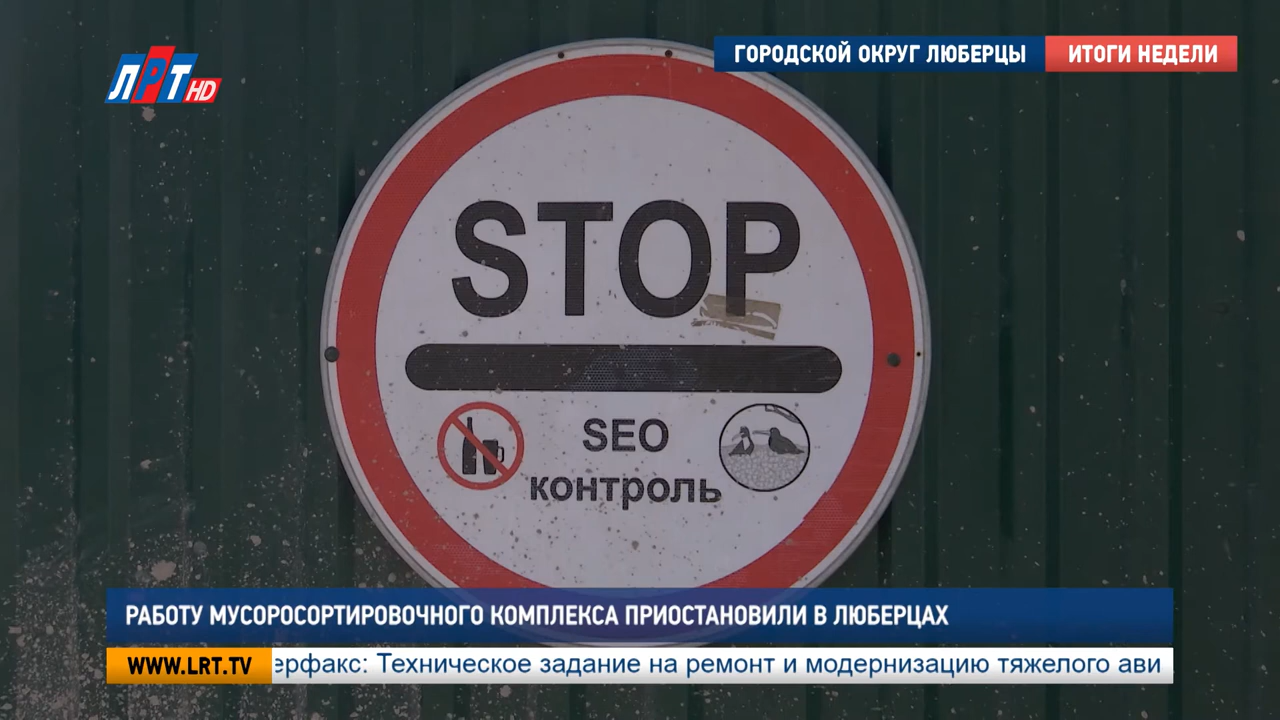 ЛРТ HD
ГОРОДСКОЙ ОКРУГ ЛЮБЕРЦЫ ИТОГИ НЕДЕЛИ
STOP
SEO
контроль
РАБОТУ МУСОРОСОРТИРОВОЧНОГО КОМПЛЕКСА ПРИОСТАНОВИЛИ В ЛЮБЕРЦАХ
WWW.LRT.TV ерфакс: Техническое задание на ремонт и модернизацию тяжелого ави